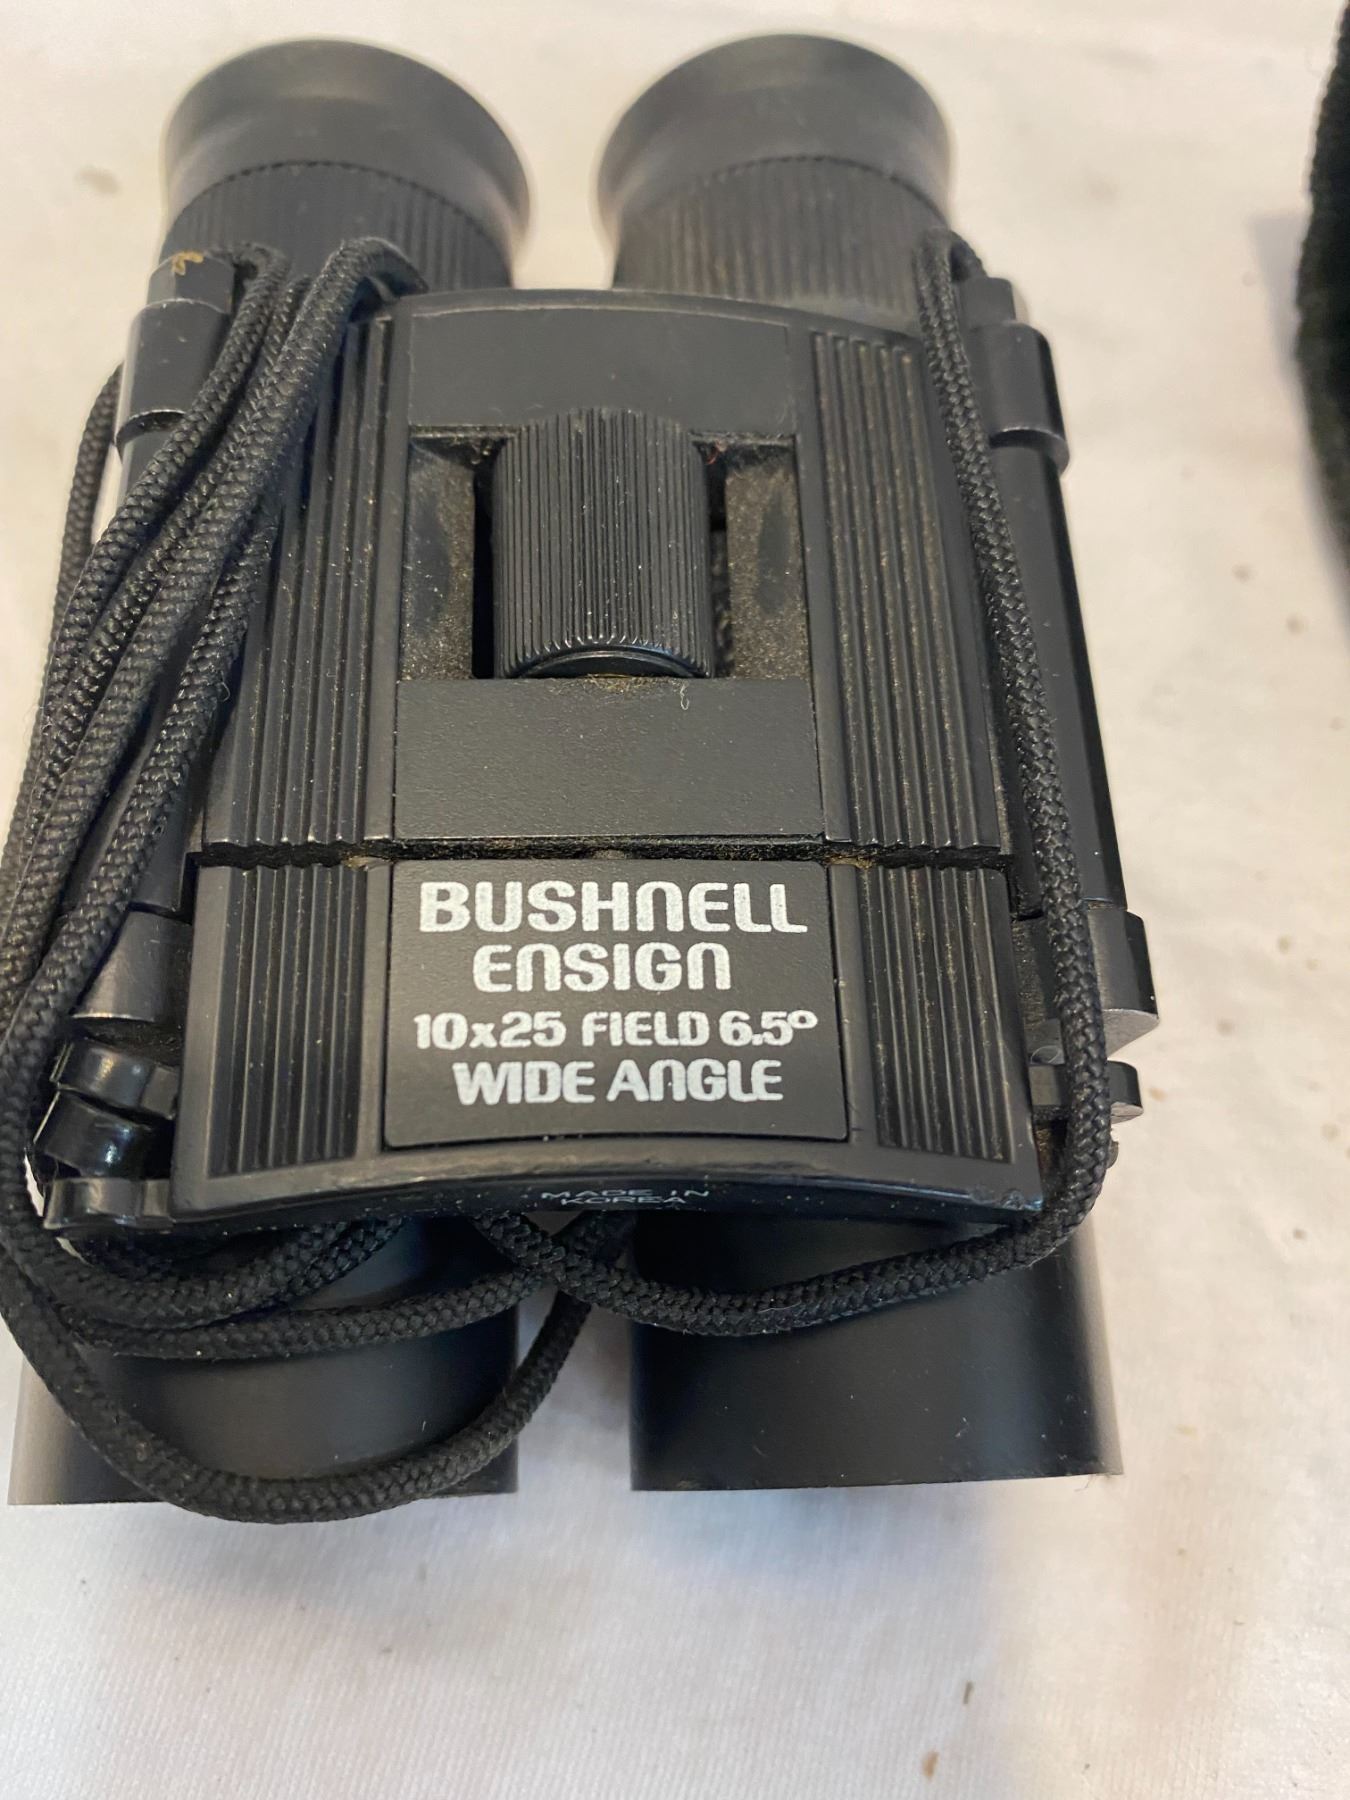 BUSHNELL
ENSIGN
10x25 FIELD 6.5°
WIDE ANGLE
MADE IN
KOREA